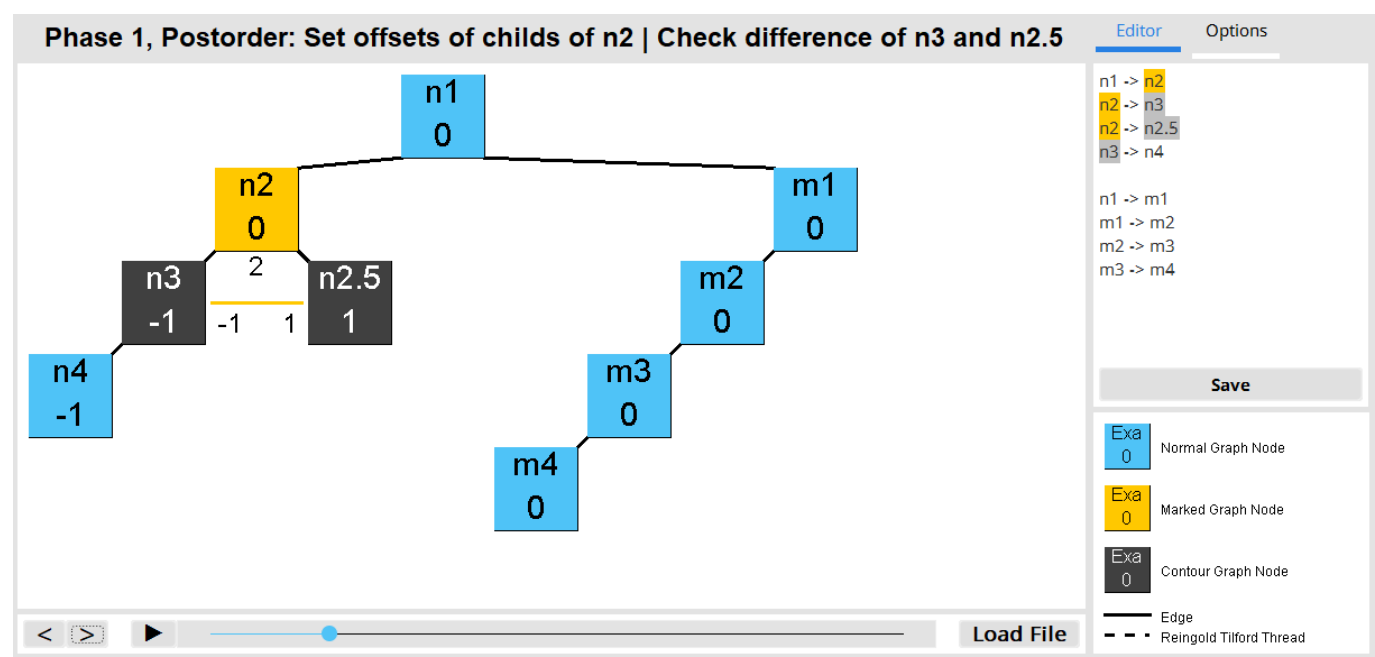 Phase 1, Postorder: Set offsets of childs of n2 | Check difference of n3 and n2.5
Editor
Options
n1
0
n2
0
m1
0
2
n3
-1
-1
1
n2.5
1
m2
0
n4
-1
m3
0
m4
0
n1 -> n2
n2 -> n3
n2 -> n2.5
n3 -> n4
n1 -> m1
m1 -> m2
m2 -> m3
m3 -> m4
Save
Exa
0
Normal Graph Node
Exa
0
Marked Graph Node
Exa
0
Contour Graph Node
Edge
Reingold Tilford Thread
<
>
Load File